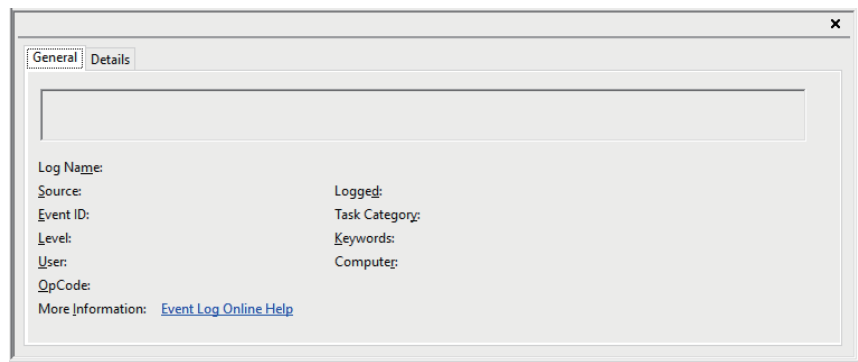 General Details
Log Name:
Source: Logged:
Event ID: Task Category:
Level: Keywords:
User: Computer:
OpCode:
More Information: Event Log Online Help